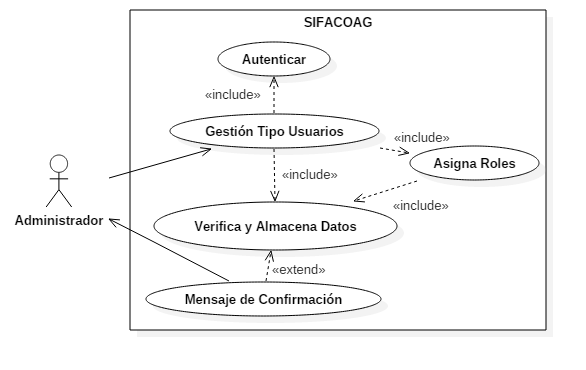 SIFACOAG
Autenticar
«include»
Gestión Tipo Usuarios
«include»
Asigna Roles
«include»
«include»
Administrador
Verifica y Almacena Datos
«extend»
Mensaje de Confirmación